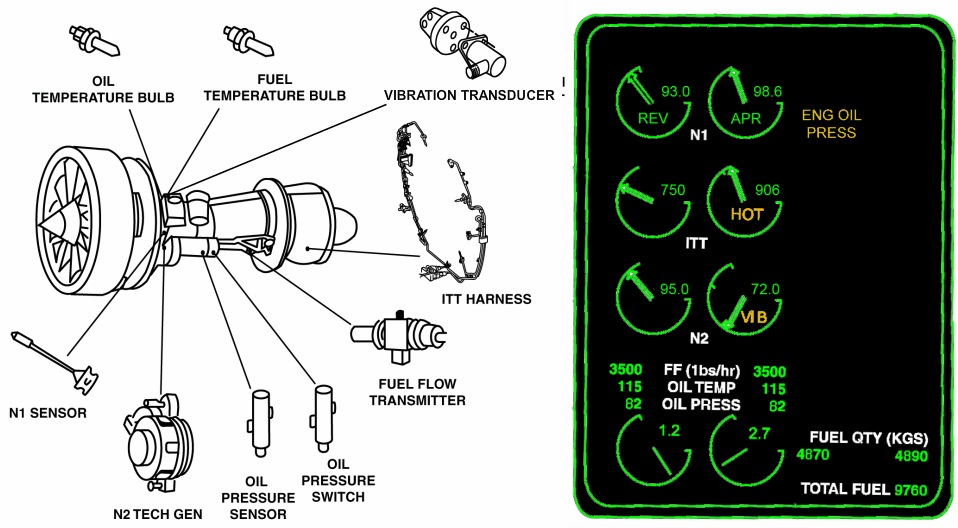 OIL
TEMPERATURE BULB
FUEL
TEMPERATURE BULB
VIBRATION TRANSDUCER
ITT HARNESS
FUEL FLOW
TRANSMITTER
N1 SENSOR
N2 TECH GEN
OIL
PRESSURE
SENSOR
OIL
PRESSURE
SWITCH
93.0 98.6
REV APR
N1
ENG OIL
PRESS
750 906
HOT
ITT
95.0 72.0
VIB
N2
3500 FF (1bs/hr) 3500
115 OIL TEMP 115
82 OIL PRESS 82
1.2 2.7
FUEL QTY (KGS)
4870 4890
TOTAL FUEL 9760